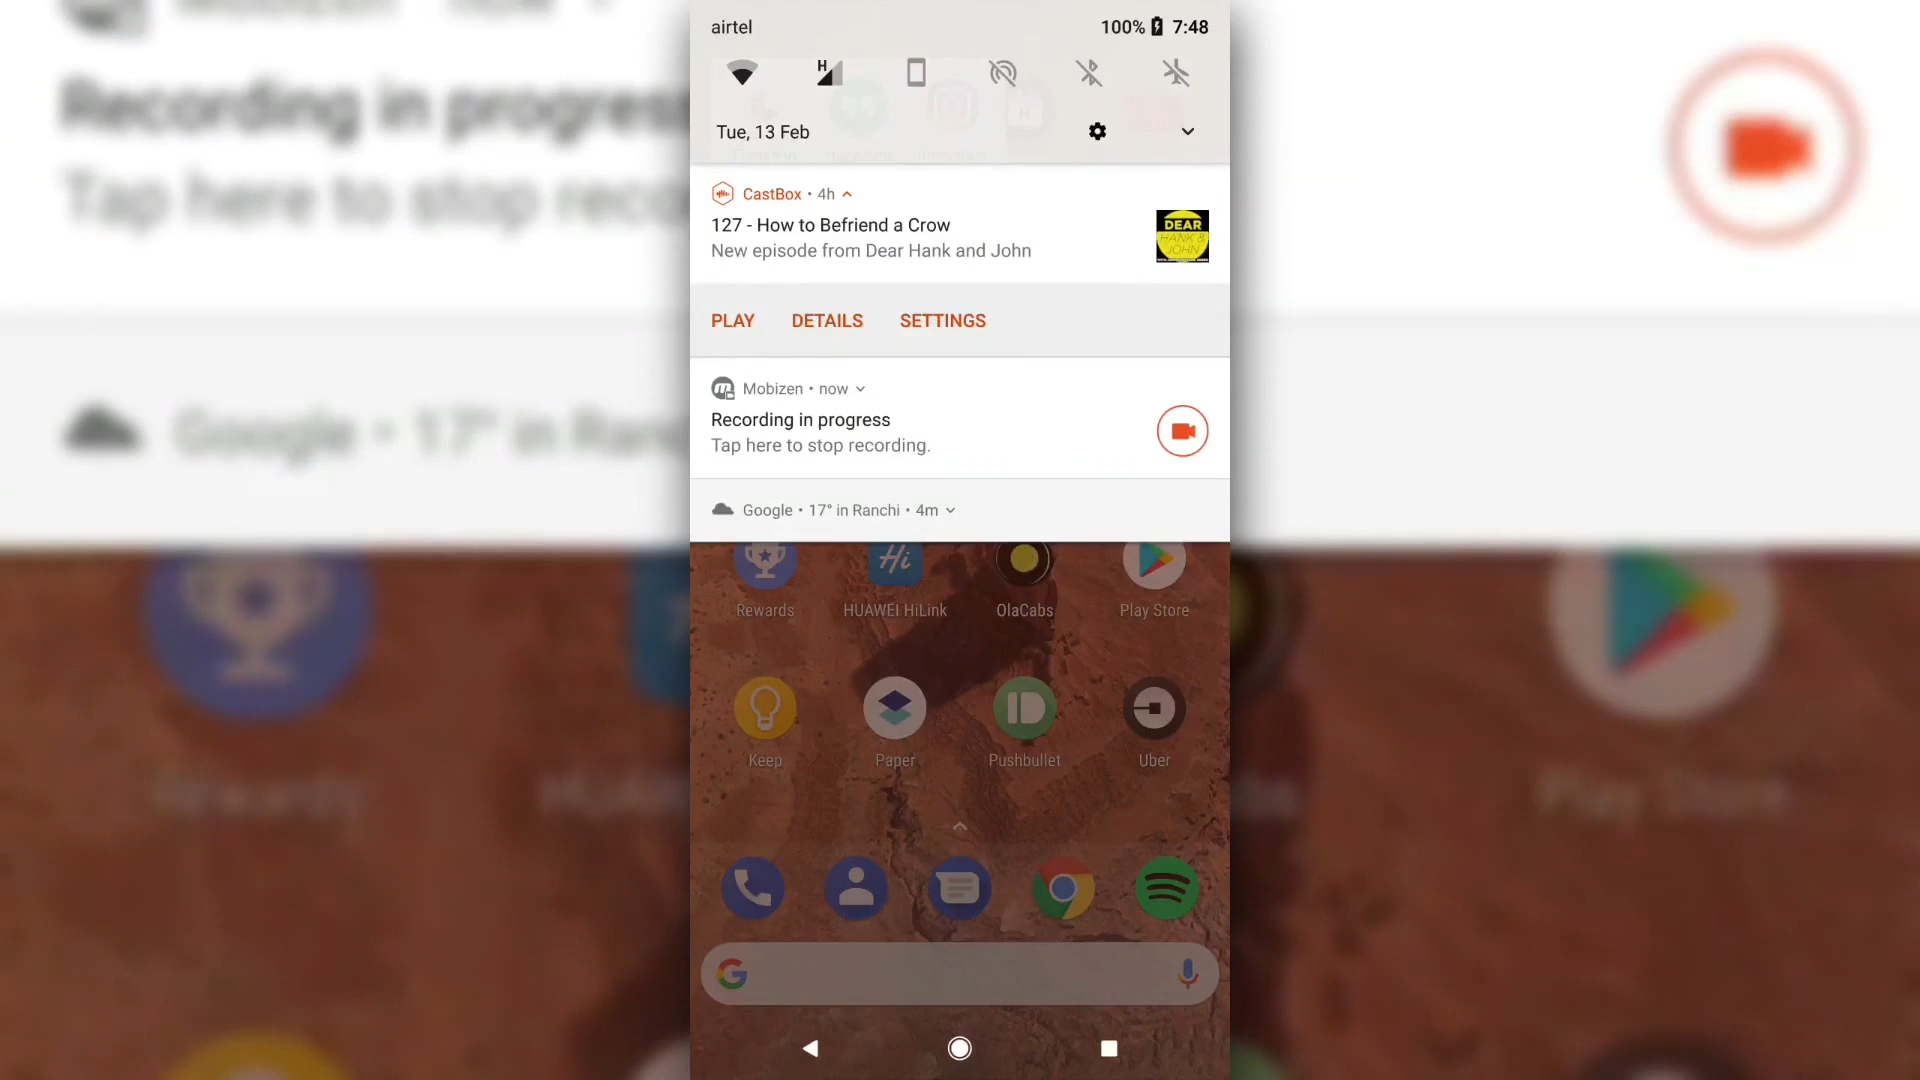 airtel
100% 7:48
H
Tue, 13 Feb
CastBox • 4h
127 - How to Befriend a Crow
New episode from Dear Hank and John
DEAR
HANK &
JOHN
PLAY DETAILS SETTINGS
Mobizen • now
Recording in progress
Tap here to stop recording.
Google • 17° in Ranchi • 4m
Hi
Rewards HUAWEI HiLink OlaCabs Play Store
Keep Paper Pushbullet Uber
Recording in progress
Tap here to stop reco
Google • 17° in Ranc
Rewards
Play Store